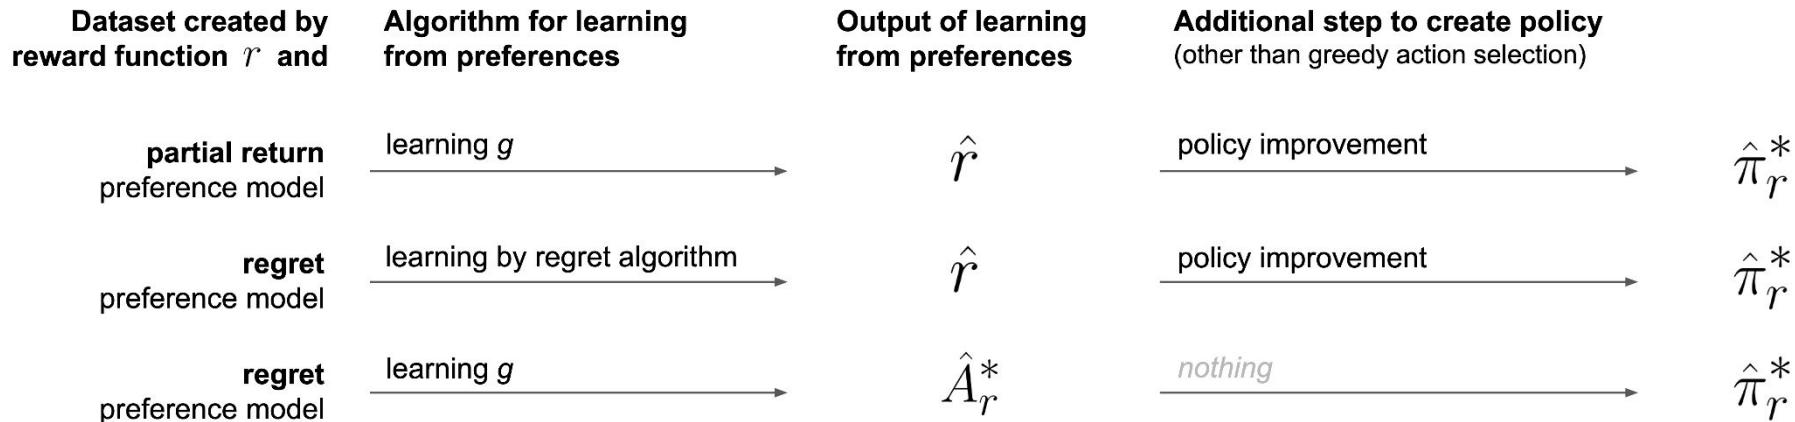 Dataset created by
reward function r and
Algorithm for learning
from preferences
Output of learning
from preferences
Additional step to create policy
(other than greedy action selection)
partial return
preference model
learning g
r̂
policy improvement
π̂*r
regret
preference model
learning by regret algorithm
r̂
policy improvement
π̂*r
regret
preference model
learning g
Â*r
nothing
π̂*r